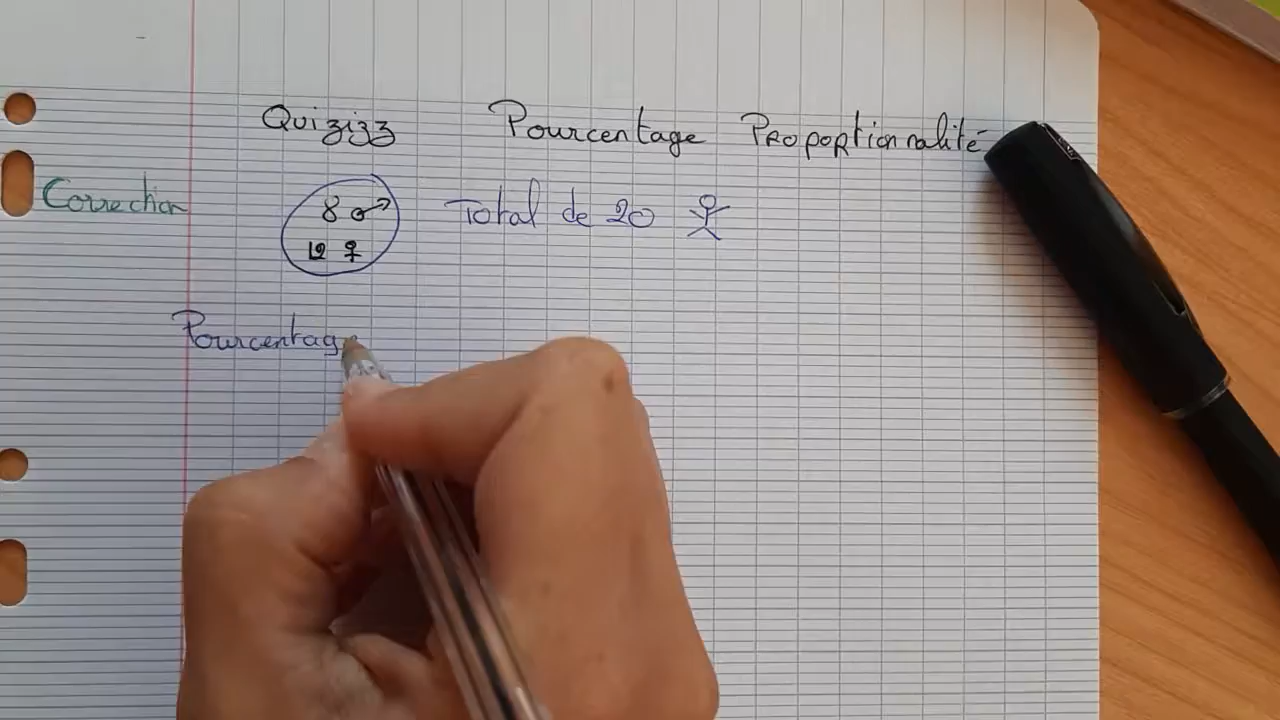 Quizizz Pourcentage Proportionnalité
Correction
8 ♂ Total de 20
12 ♀
Pourcentage